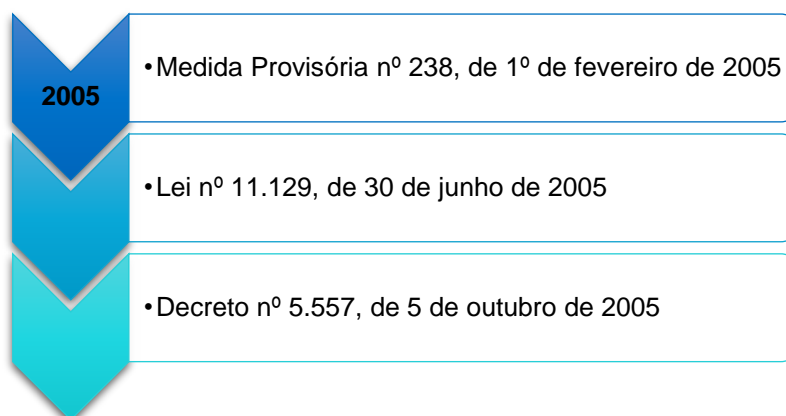 2005
•Medida Provisória nº 238, de 1º de fevereiro de 2005
•Lei nº 11.129, de 30 de junho de 2005
•Decreto nº 5.557, de 5 de outubro de 2005